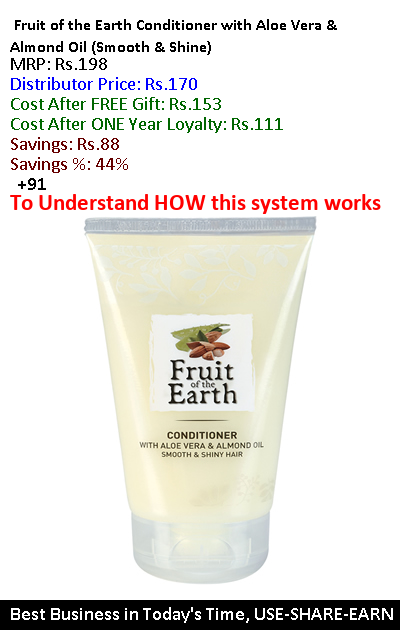 Fruit of the Earth Conditioner with Aloe Vera &
Almond Oil (Smooth & Shine)
MRP: Rs.198
Distributor Price: Rs.170
Cost After FREE Gift: Rs.153
Cost After ONE Year Loyalty: Rs.111
Savings: Rs.88
Savings %: 44%
+91
To Understand HOW this system works
Fruit
of the
Earth
CONDITIONER
WITH ALOE VERA & ALMOND OIL
SMOOTH & SHINY HAIR
Best Business in Today's Time, USE-SHARE-EARN